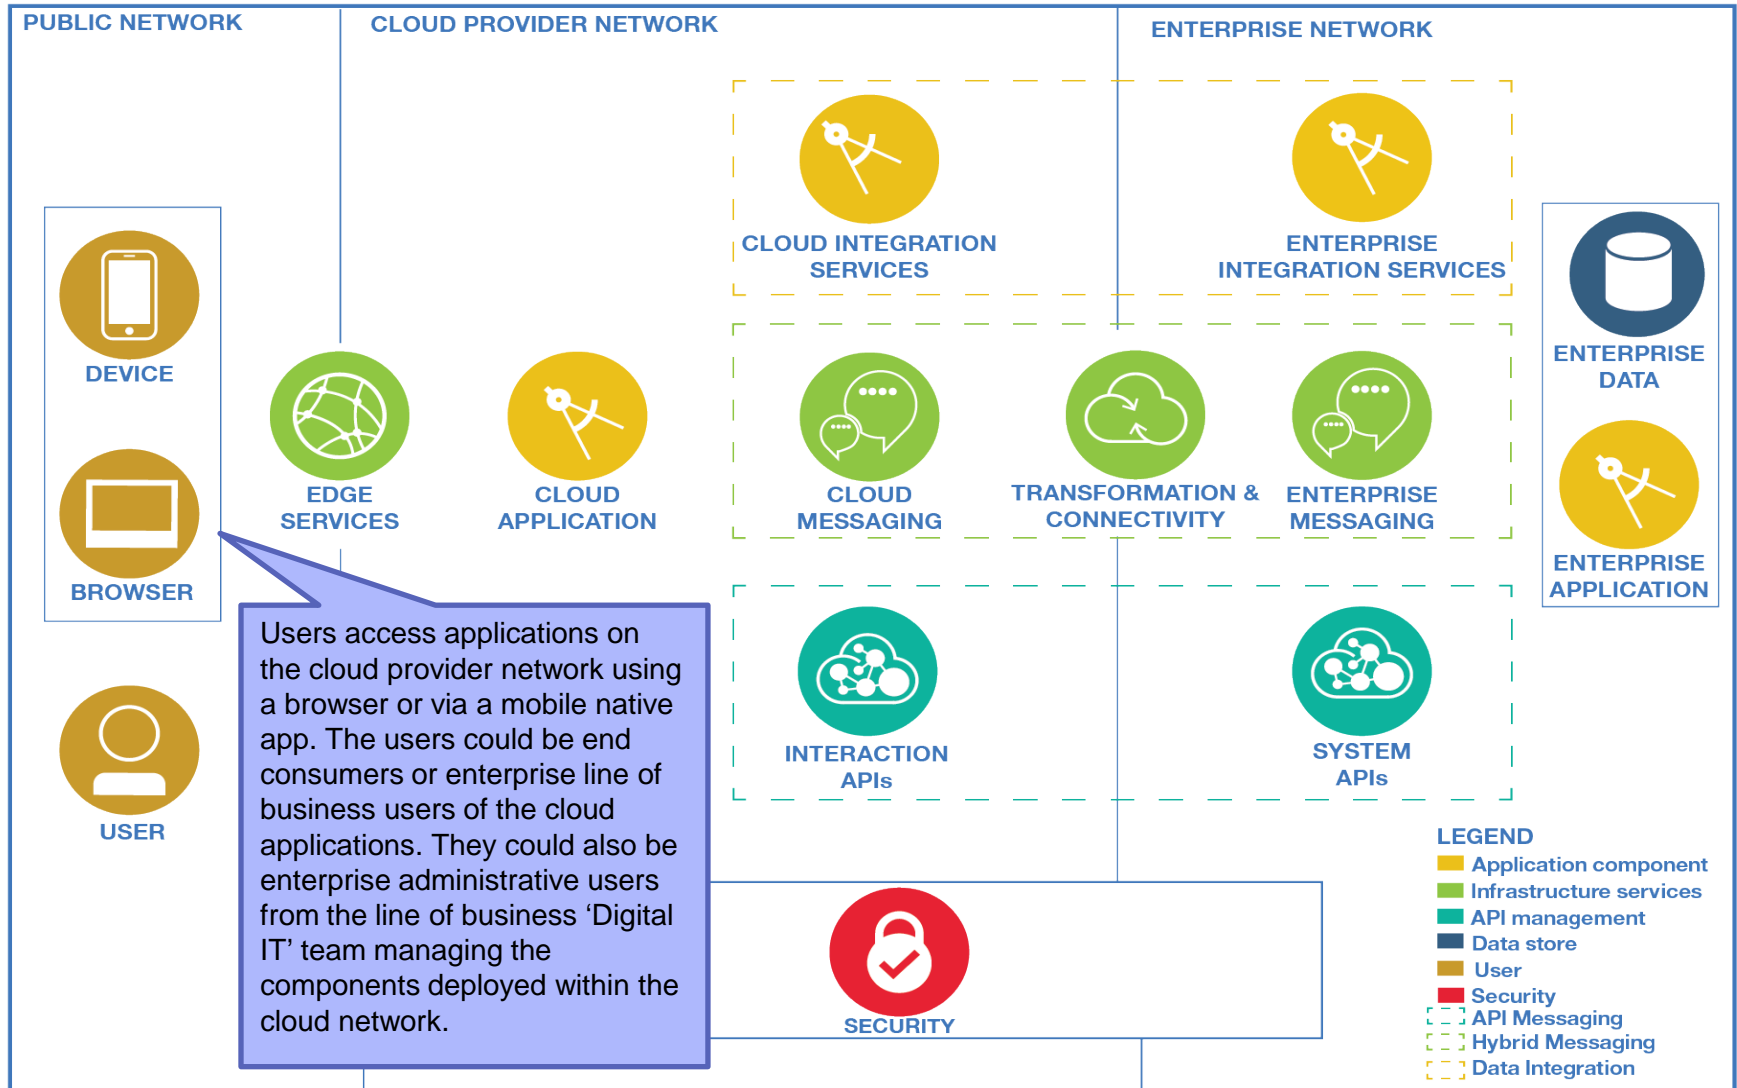 PUBLIC NETWORK
CLOUD PROVIDER NETWORK
ENTERPRISE NETWORK
CLOUD INTEGRATION
SERVICES
ENTERPRISE
INTEGRATION SERVICES
DEVICE
BROWSER
USER
EDGE
SERVICES
CLOUD
APPLICATION
CLOUD
MESSAGING
TRANSFORMATION &
CONNECTIVITY
ENTERPRISE
MESSAGING
ENTERPRISE
DATA
ENTERPRISE
APPLICATION
Users access applications on
the cloud provider network using
a browser or via a mobile native
app. The users could be end
consumers or enterprise line of
business users of the cloud
applications. They could also be
enterprise administrative users
from the line of business ‘Digital
IT’ team managing the
components deployed within the
cloud network.
INTERACTION
APIs
SYSTEM
APIs
SECURITY
LEGEND
Application component
Infrastructure services
API management
Data store
User
Security
API Messaging
Hybrid Messaging
Data Integration